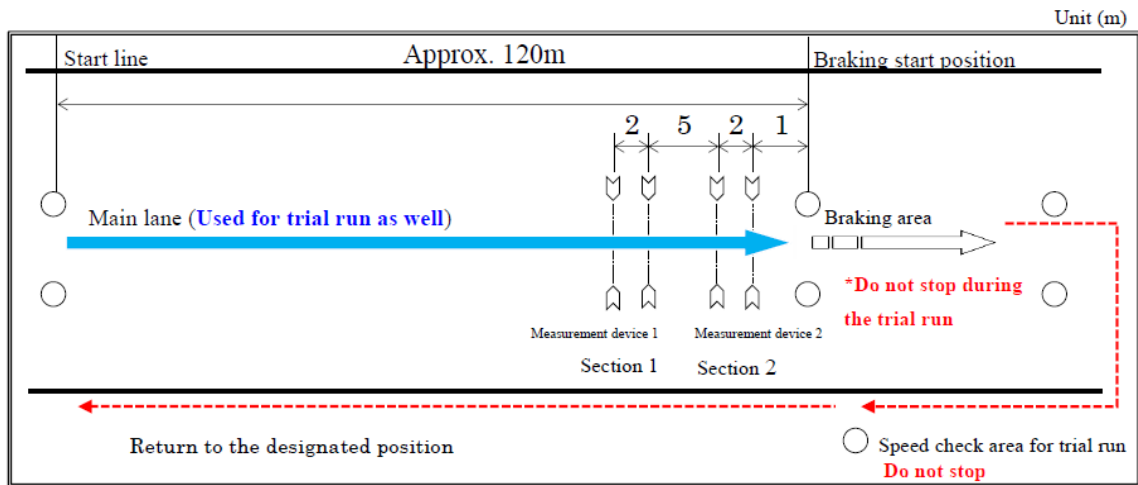 Unit (m)
Start line
Approx. 120m
Braking start position
2
5
2
1
Main lane (Used for trial run as well)
Braking area
*Do not stop during
the trial run
Measurement device 1
Measurement device 2
Section 1
Section 2
Return to the designated position
Speed check area for trial run
Do not stop